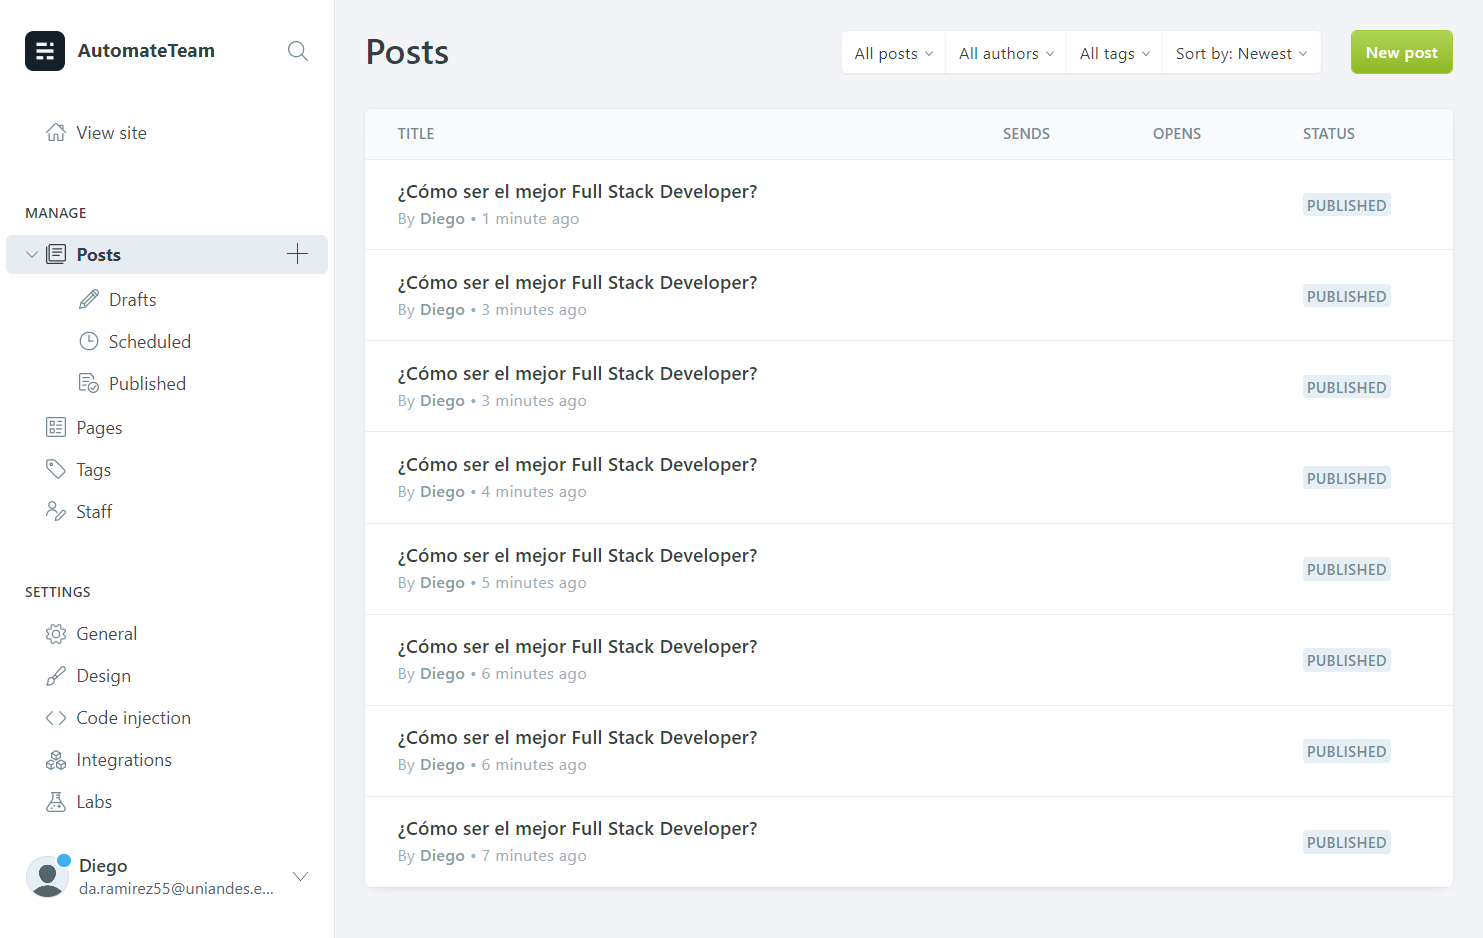 AutomateTeam
View site
MANAGE
Posts
Drafts
Scheduled
Published
Pages
Tags
Staff
SETTINGS
General
Design
Code injection
Integrations
Labs
Diego
da.ramirez55@uniandes.e...
Posts
All posts All authors All tags Sort by: Newest New post
TITLE SENDS OPENS STATUS
¿Cómo ser el mejor Full Stack Developer?
By Diego • 1 minute ago
PUBLISHED
¿Cómo ser el mejor Full Stack Developer?
By Diego • 3 minutes ago
PUBLISHED
¿Cómo ser el mejor Full Stack Developer?
By Diego • 3 minutes ago
PUBLISHED
¿Cómo ser el mejor Full Stack Developer?
By Diego • 4 minutes ago
PUBLISHED
¿Cómo ser el mejor Full Stack Developer?
By Diego • 5 minutes ago
PUBLISHED
¿Cómo ser el mejor Full Stack Developer?
By Diego • 6 minutes ago
PUBLISHED
¿Cómo ser el mejor Full Stack Developer?
By Diego • 6 minutes ago
PUBLISHED
¿Cómo ser el mejor Full Stack Developer?
By Diego • 7 minutes ago
PUBLISHED